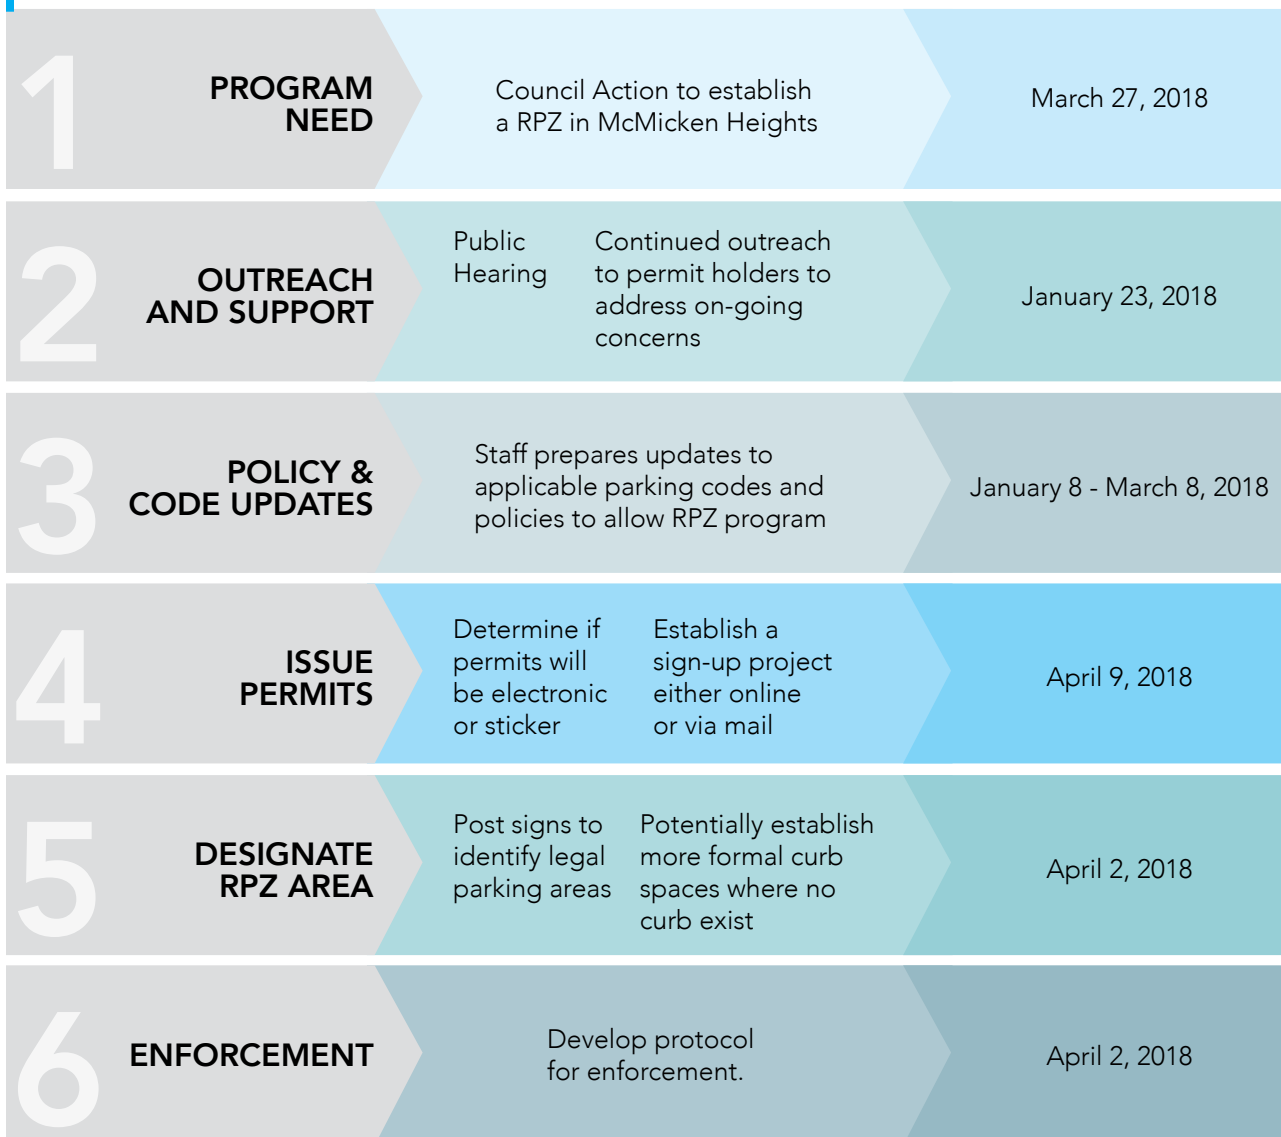 1
PROGRAM
NEED
Council Action to establish
a RPZ in McMicken Heights
March 27, 2018
2
OUTREACH
AND SUPPORT
Public
Hearing
Continued outreach
to permit holders to
address on-going
concerns
January 23, 2018
3
POLICY &
CODE UPDATES
Staff prepares updates to
applicable parking codes and
policies to allow RPZ program
January 8 - March 8, 2018
4
ISSUE
PERMITS
Determine if
permits will
be electronic
or sticker
Establish a
sign-up project
either online
or via mail
April 9, 2018
5
DESIGNATE
RPZ AREA
Post signs to
identify legal
parking areas
Potentially establish
more formal curb
spaces where no
curb exist
April 2, 2018
6
ENFORCEMENT
Develop protocol
for enforcement.
April 2, 2018